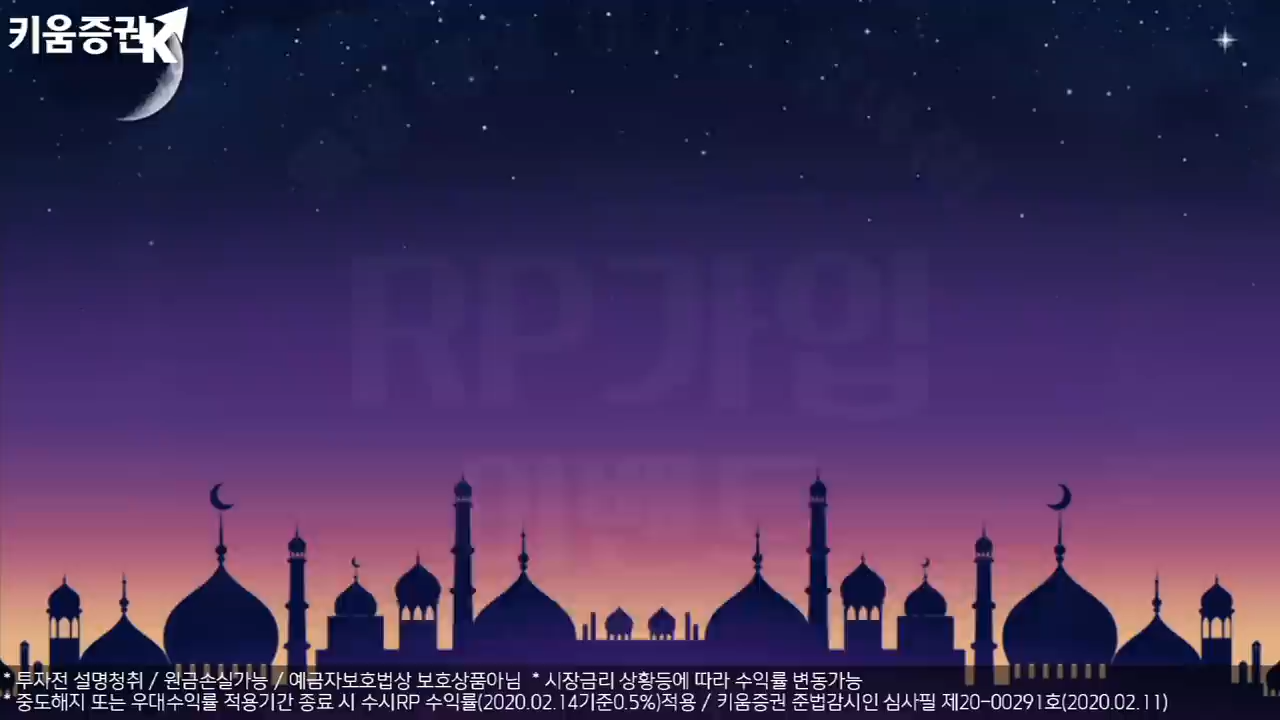 키움증권
RP가입
이벤트
* 투자전 설명청취 / 원금손실가능 / 예금자보호법상 보호상품아님 * 시장금리 상황등에 따라 수익률 변동가능
* 중도해지 또는 우대수익률 적용기간 종료 시 수시RP 수익률(2020.02.14기준0.5%)적용 / 키움증권 준법감시인 심사필 제20-00291호(2020.02.11)